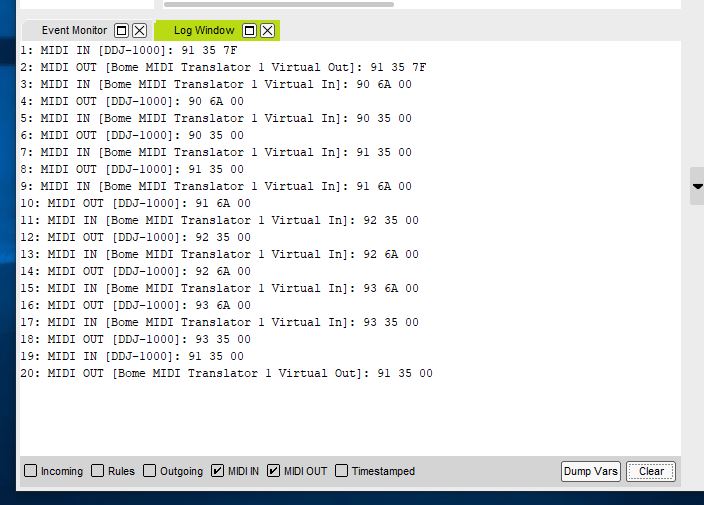 Event Monitor
Log Window
1: MIDI IN [DDJ-1000]: 91 35 7F
2: MIDI OUT [Bome MIDI Translator 1 Virtual Out]: 91 35 7F
3: MIDI IN [Bome MIDI Translator 1 Virtual In]: 90 6A 00
4: MIDI OUT [DDJ-1000]: 90 6A 00
5: MIDI IN [Bome MIDI Translator 1 Virtual In]: 90 35 00
6: MIDI OUT [DDJ-1000]: 90 35 00
7: MIDI IN [Bome MIDI Translator 1 Virtual In]: 91 35 00
8: MIDI OUT [DDJ-1000]: 91 35 00
9: MIDI IN [Bome MIDI Translator 1 Virtual In]: 91 6A 00
10: MIDI OUT [DDJ-1000]: 91 6A 00
11: MIDI IN [Bome MIDI Translator 1 Virtual In]: 92 35 00
12: MIDI OUT [DDJ-1000]: 92 35 00
13: MIDI IN [Bome MIDI Translator 1 Virtual In]: 92 6A 00
14: MIDI OUT [DDJ-1000]: 92 6A 00
15: MIDI IN [Bome MIDI Translator 1 Virtual In]: 93 6A 00
16: MIDI OUT [DDJ-1000]: 93 6A 00
17: MIDI IN [Bome MIDI Translator 1 Virtual In]: 93 35 00
18: MIDI OUT [DDJ-1000]: 93 35 00
19: MIDI IN [DDJ-1000]: 91 35 00
20: MIDI OUT [Bome MIDI Translator 1 Virtual Out]: 91 35 00
Incoming Rules Outgoing MIDI IN MIDI OUT Timestamped Dump Vars Clear